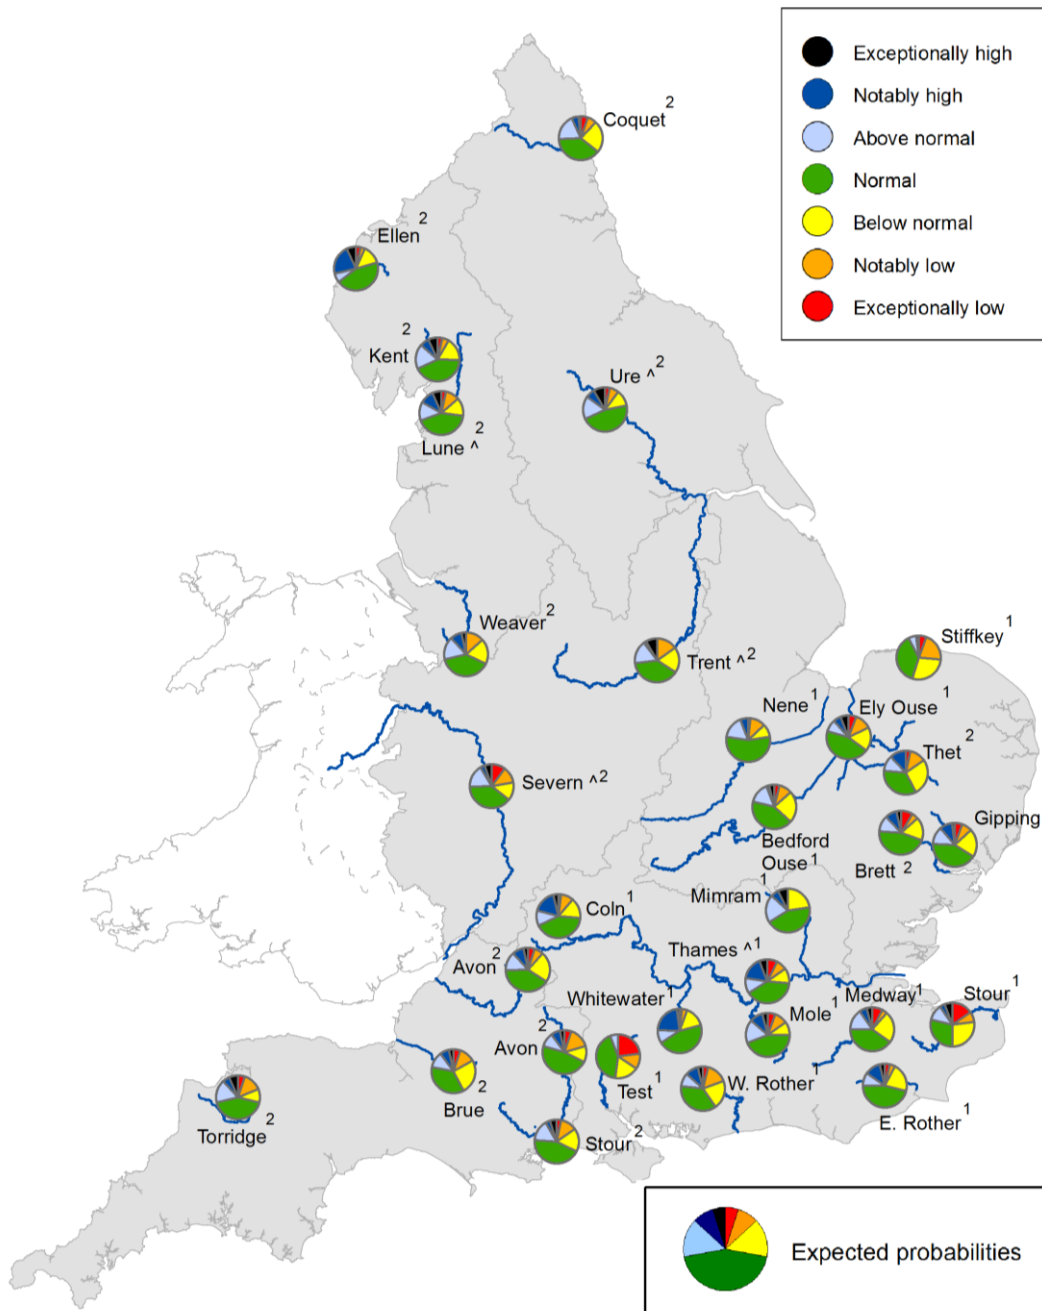 Exceptionally high
Notably high
Above normal
Normal
Below normal
Notably low
Exceptionally low
Coquet 2
Ellen 2
Kent 2
Ure ^ 2
Lune ^ 2
Weaver 2
Trent ^ 2
Stiffkey 1
Nene 1
Ely Ouse 1
Thet 2
Severn ^ 2
Gipping
Bedford
Ouse 1
Brett 2
Mimram 1
Coln 1
Thames ^ 1
Avon 2
Whitewater 1
Medway 1
Stour 1
Mole 1
Avon 2
Test 1
W. Rother 1
Brue 2
E. Rother 1
Torridge 2
Stour 2
Expected probabilities